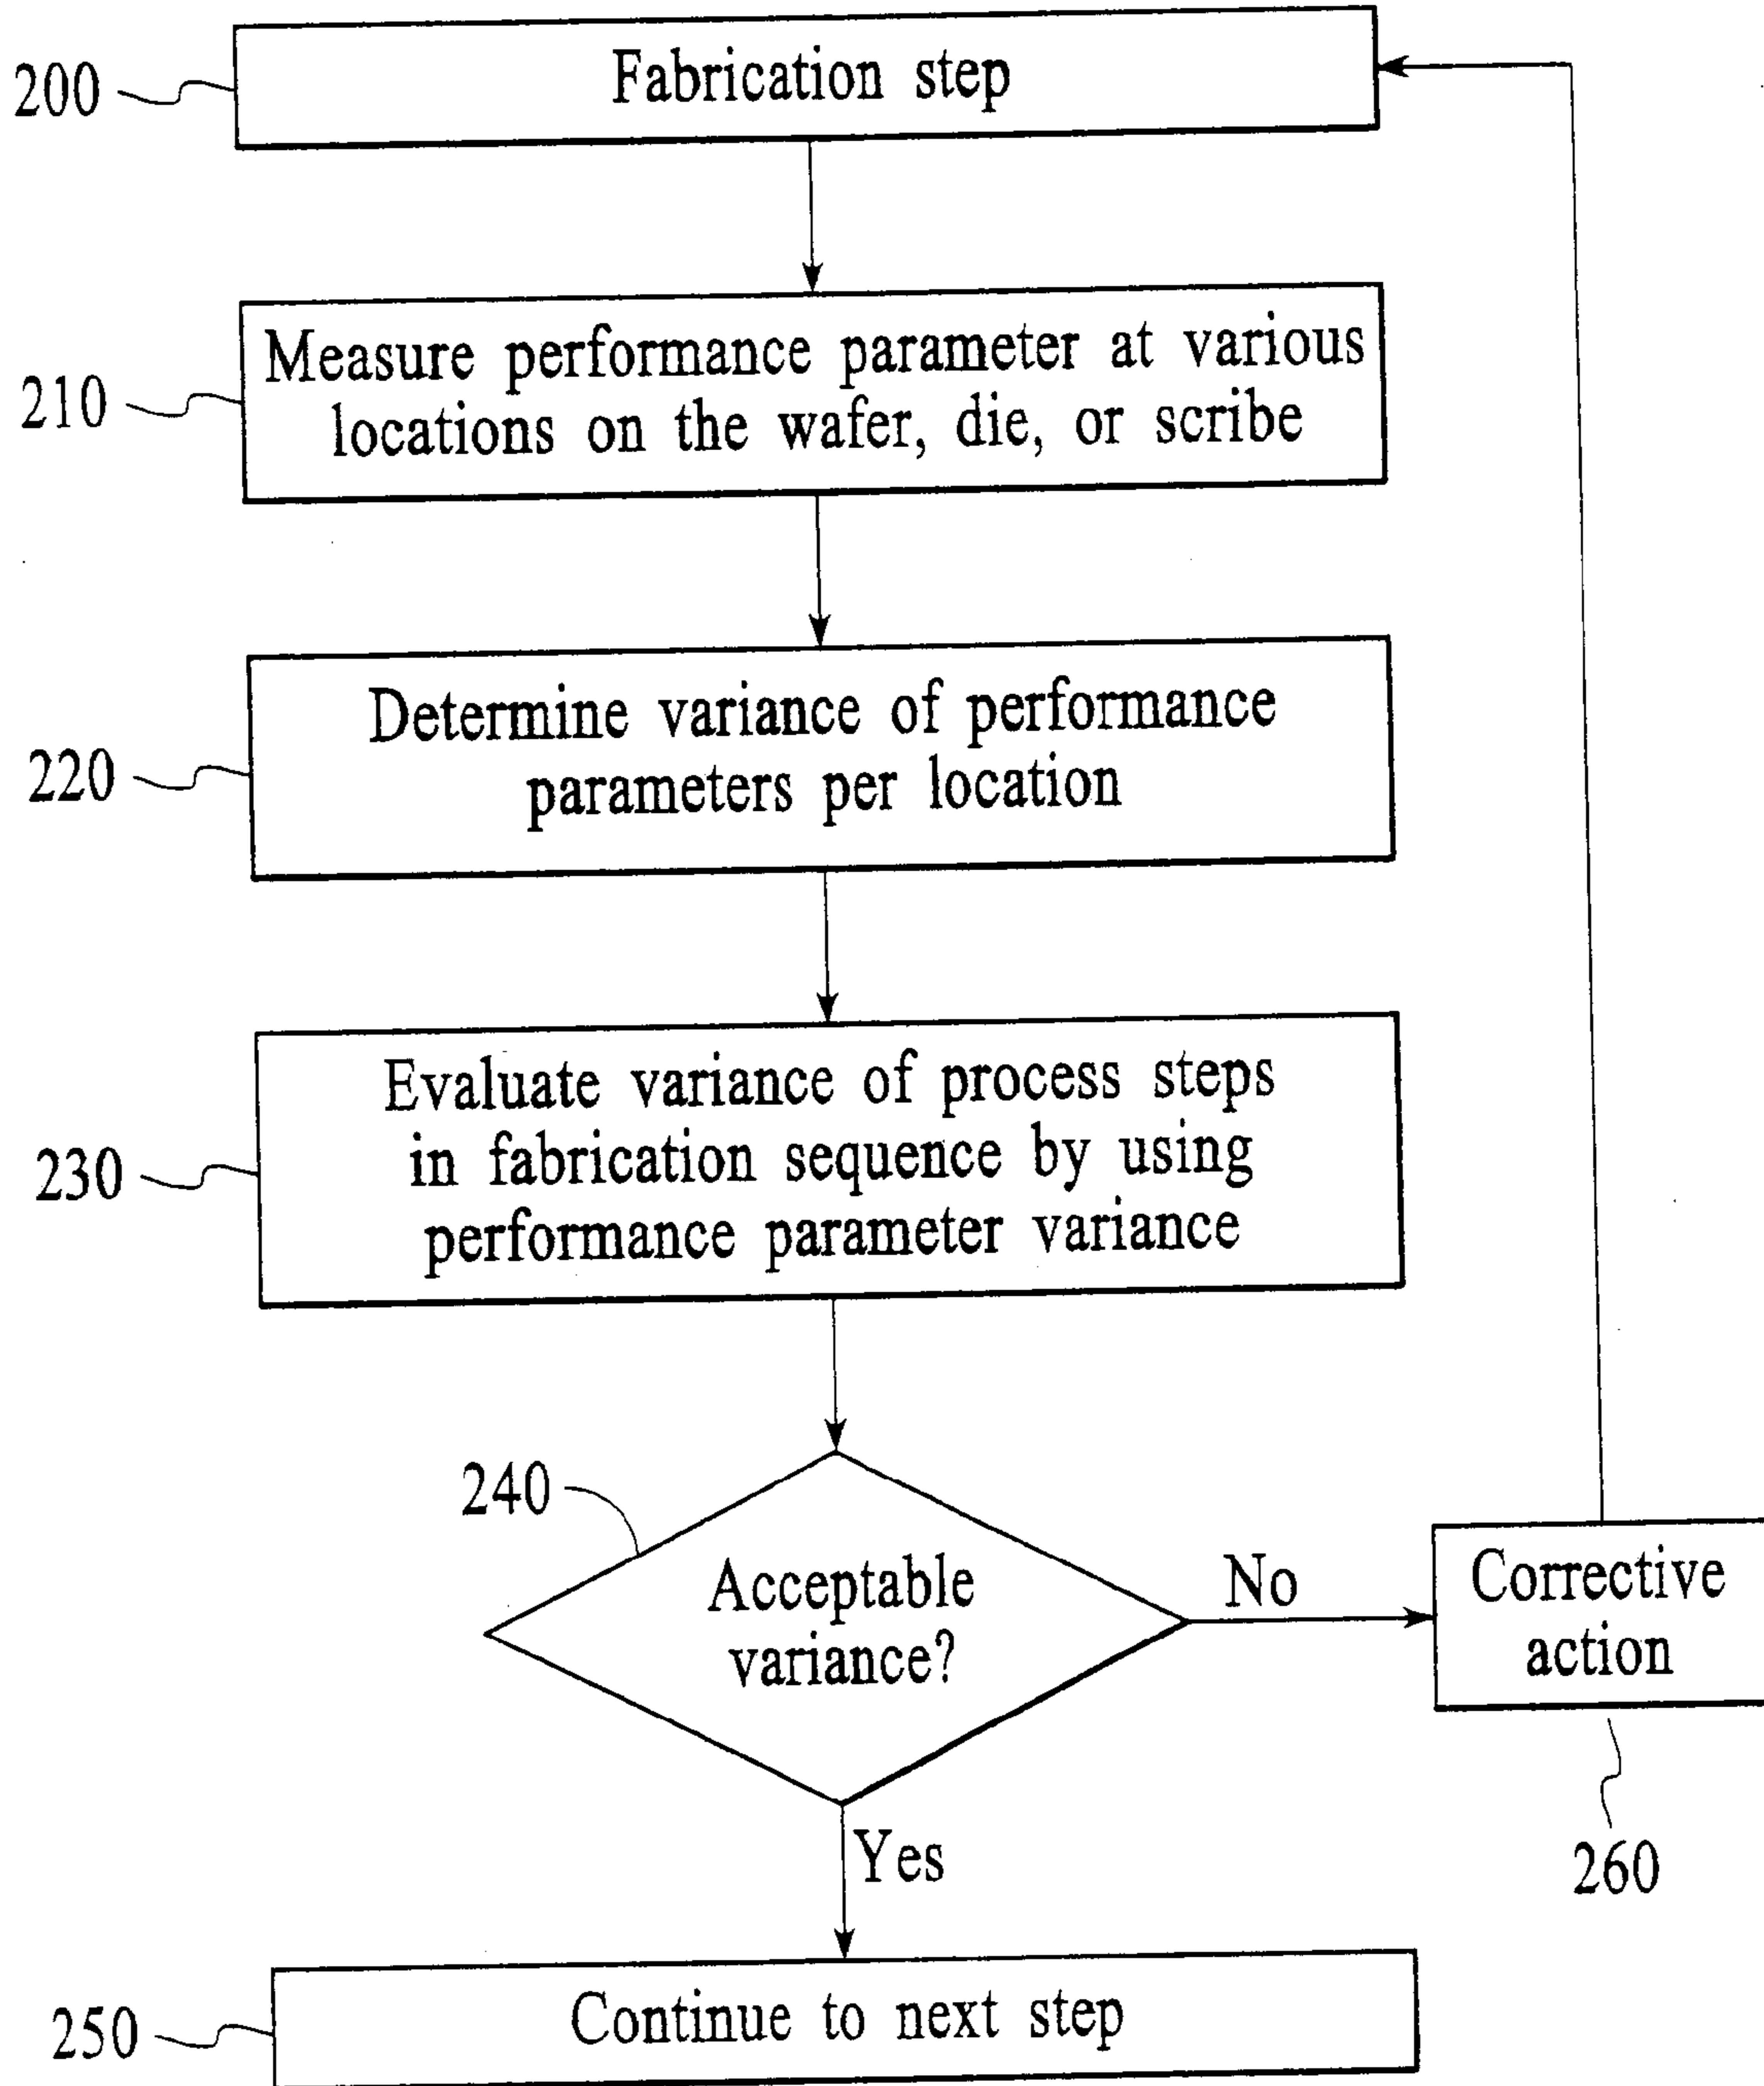 Fabrication step
200
Measure performance parameter at various
locations on the wafer, die, or scribe
210
Determine variance of performance
parameters per location
220
Evaluate variance of process steps
in fabrication sequence by using
performance parameter variance
230
240
Acceptable
variance?
No
Corrective
action
260
Yes
Continue to next step
250